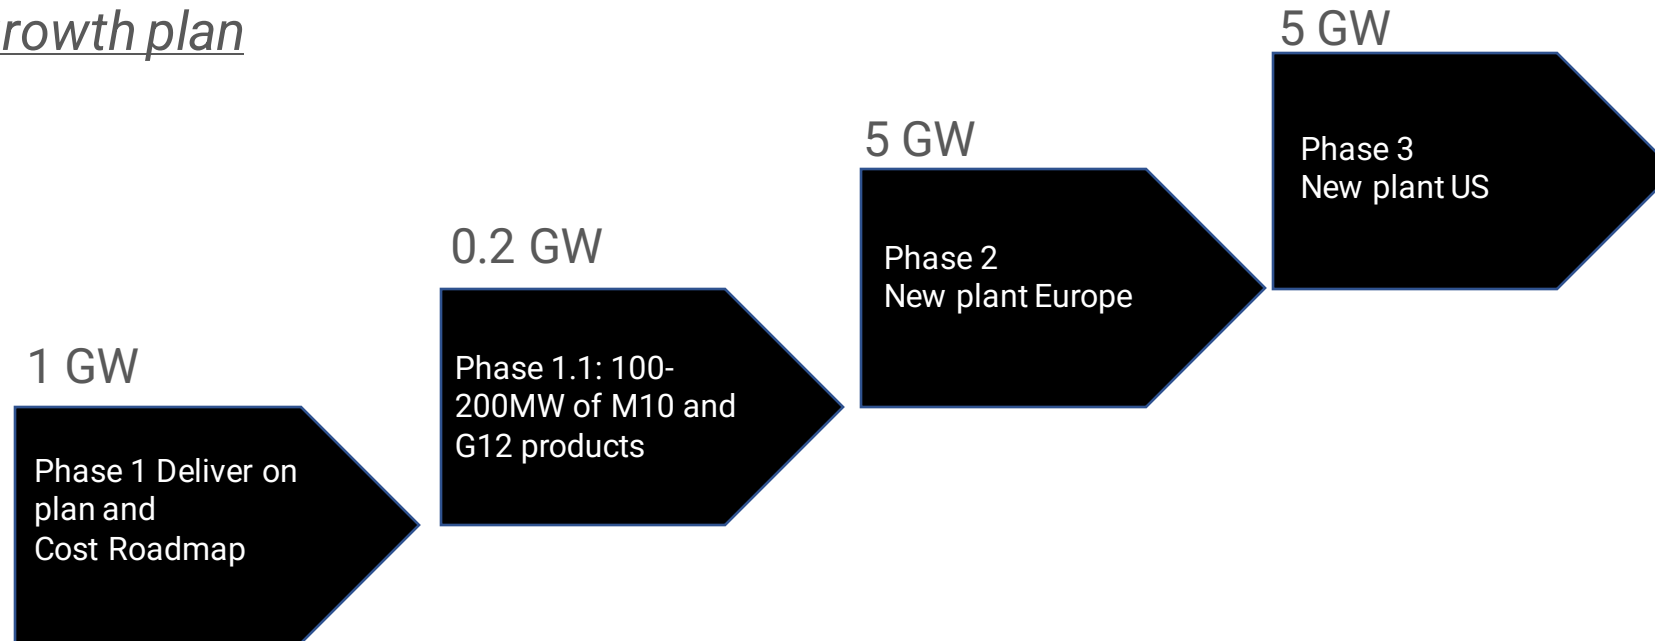 rowth plan
1 GW
Phase 1 Deliver on
plan and
Cost Roadmap
0.2 GW
Phase 1.1: 100-
200MW of M10 and
G12 products
5 GW
Phase 2
New plant Europe
5 GW
Phase 3
New plant US